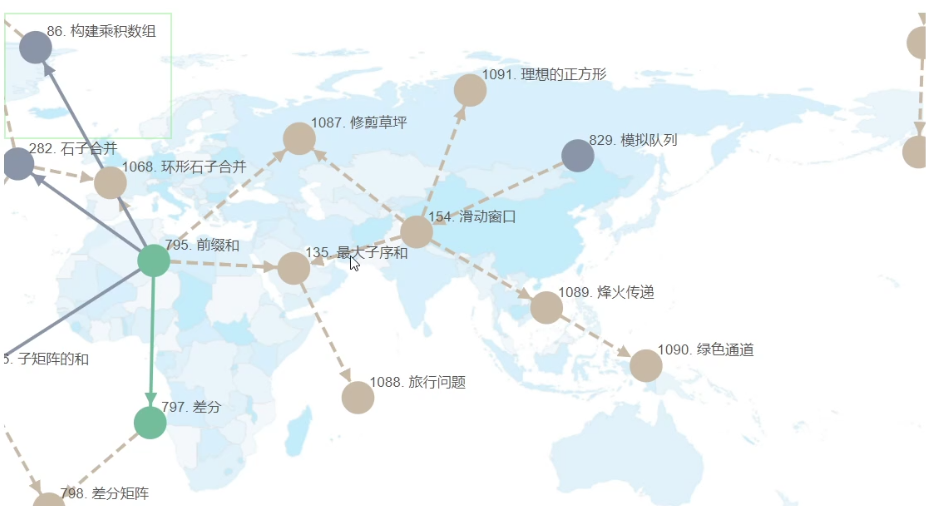 86. 构建乘积数组
1091. 理想的正方形
1087. 修剪草坪
829. 模拟队列
282. 石子合并
1068. 环形石子合并
154. 滑动窗口
795. 前缀和
135. 最大子序和
1089. 烽火传递
1090. 绿色通道
5. 子矩阵的和
1088. 旅行问题
797. 差分
798. 差分矩阵